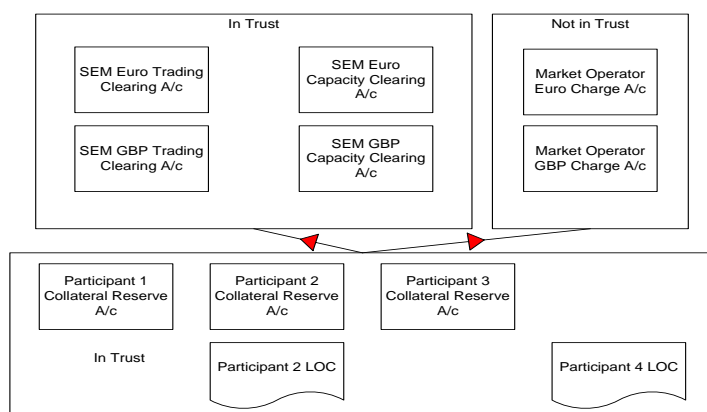 In Trust
Not in Trust
SEM Euro Trading
Clearing A/c
SEM Euro
Capacity Clearing
A/c
Market Operator
Euro Charge A/c
SEM GBP Trading
Clearing A/c
SEM GBP
Capacity Clearing
A/c
Market Operator
GBP Charge A/c
Participant 1
Collateral Reserve
A/c
Participant 2
Collateral Reserve
A/c
Participant 3
Collateral Reserve
A/c
In Trust
Participant 2 LOC
Participant 4 LOC